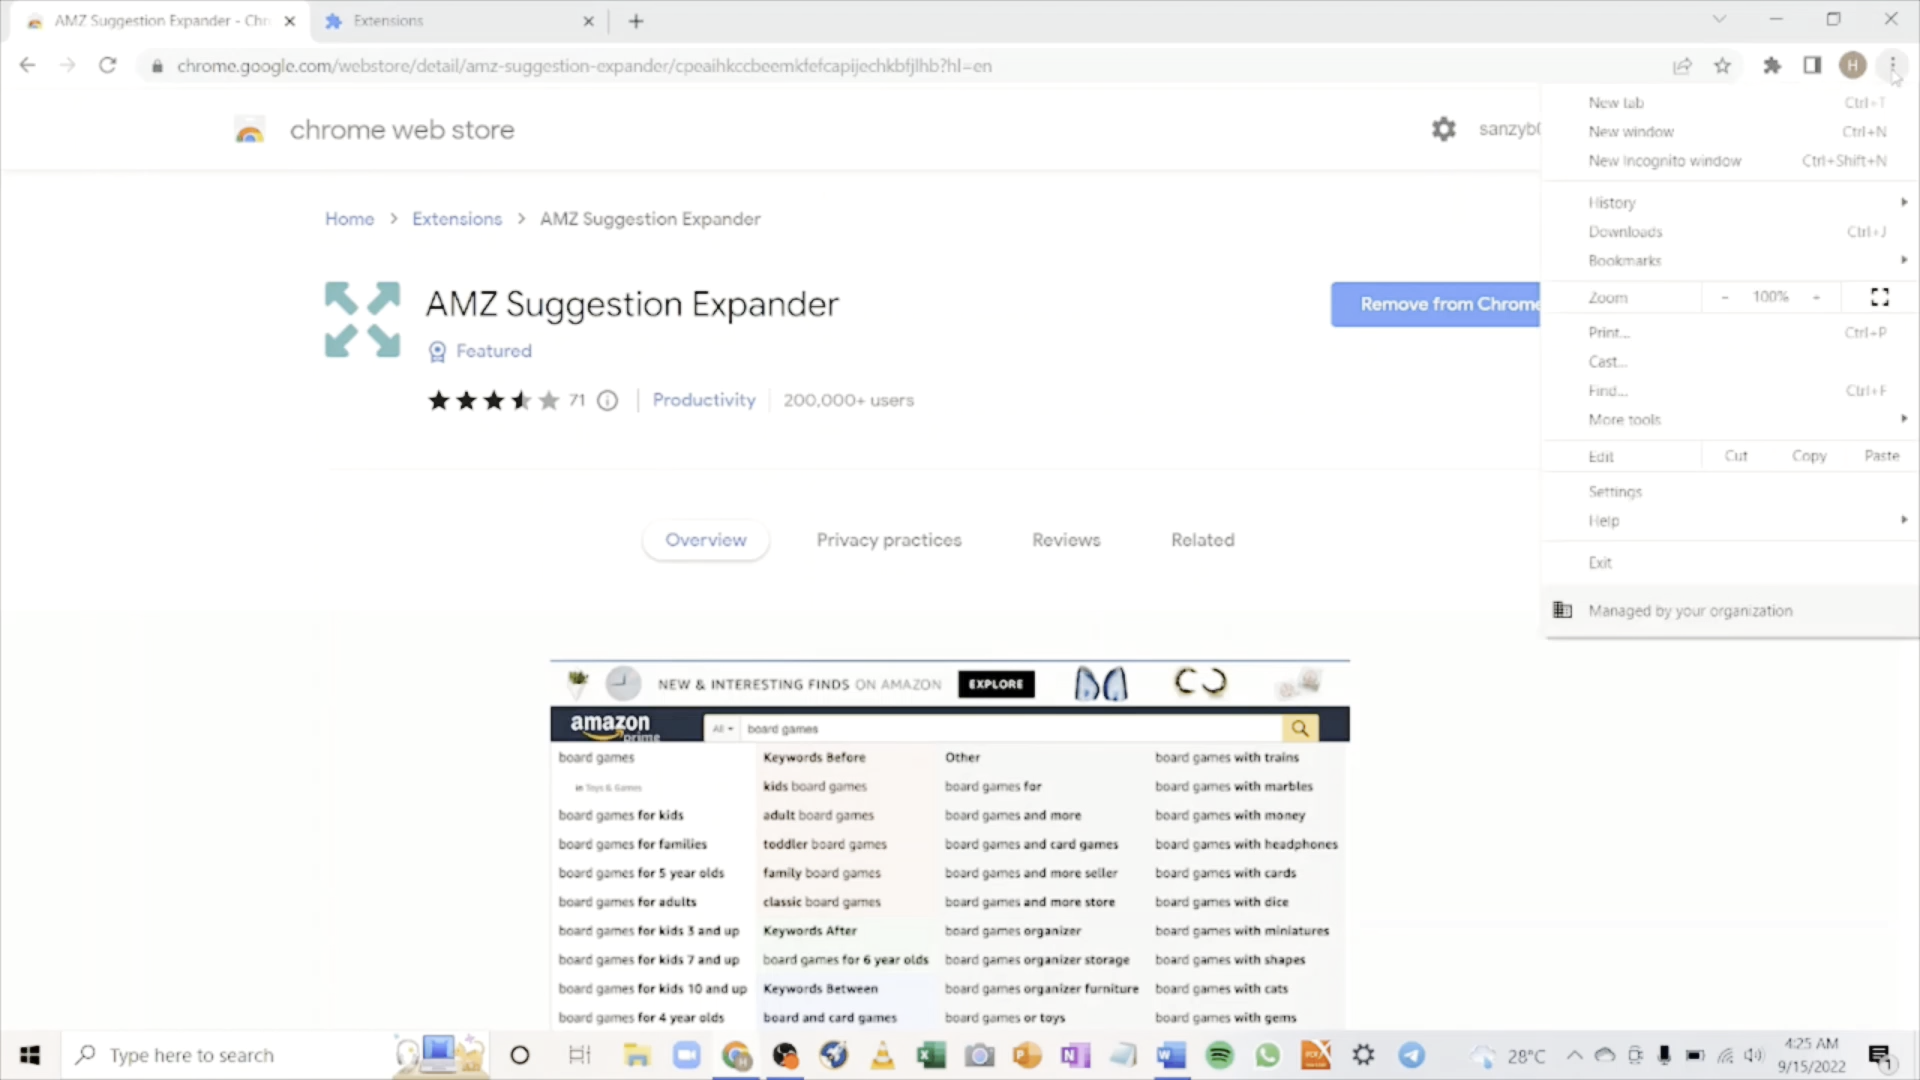 AMZ Suggestion Expander - Chr
Extensions
chrome.google.com/webstore/detail/amz-suggestion-expander/cpeaihkccbeemkfefcapijechkbfjlhb?hl=en
H
chrome web store
sanzyb
Home > Extensions > AMZ Suggestion Expander
AMZ Suggestion Expander
Remove from Chrome
Featured
71
Productivity
200,000+ users
Overview
Privacy practices
Reviews
Related
New tab Ctrl+T
New window Ctrl+N
New Incognito window Ctrl+Shift+N
History
Downloads Ctrl+J
Bookmarks
Zoom - 100% +
Print... Ctrl+P
Cast...
Find... Ctrl+F
More tools
Edit Cut Copy Paste
Settings
Help
Exit
Managed by your organization
NEW & INTERESTING FINDS ON AMAZON EXPLORE
amazon prime
All board games
board games
in Toys & Games
board games for kids
board games for families
board games for 5 year olds
board games for adults
board games for kids 3 and up
board games for kids 7 and up
board games for kids 10 and up
board games for 4 year olds
Keywords Before
kids board games
adult board games
toddler board games
family board games
classic board games
Keywords After
board games for 6 year olds
Keywords Between
board and card games
Other
board games for
board games and more
board games and card games
board games and more seller
board games and more store
board games organizer
board games organizer storage
board games organizer furniture
board games or toys
board games with trains
board games with marbles
board games with money
board games with headphones
board games with cards
board games with dice
board games with miniatures
board games with shapes
board games with cats
board games with gems
Type here to search
28°C
4:25 AM
9/15/2022
1